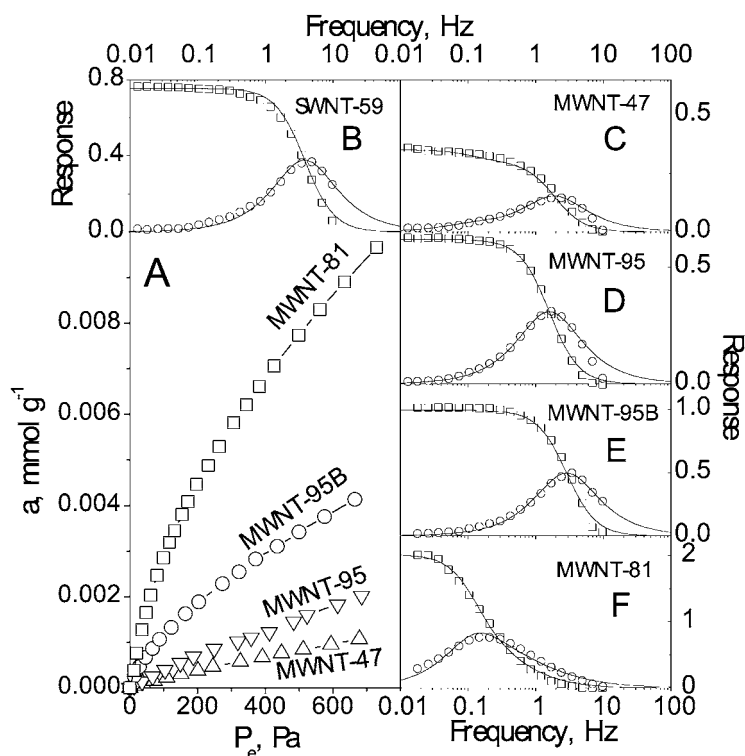 Frequency, Hz
0.01 0.1 1 10
0.01 0.1 1 10 100
0.8
0.4
0.0
Response
SWNT-59
B
MWNT-47
C
0.5
0.0
A
MWNT-81
MWNT-95B
MWNT-95
MWNT-47
0.008
0.006
0.004
0.002
0.000
a, mmol g-1
0 200 400 600
Pe, Pa
MWNT-95
D
0.5
0.0
Response
MWNT-95B
E
1.0
0.5
0.0
MWNT-81
F
2
1
0
0.01 0.1 1 10 100
Frequency, Hz